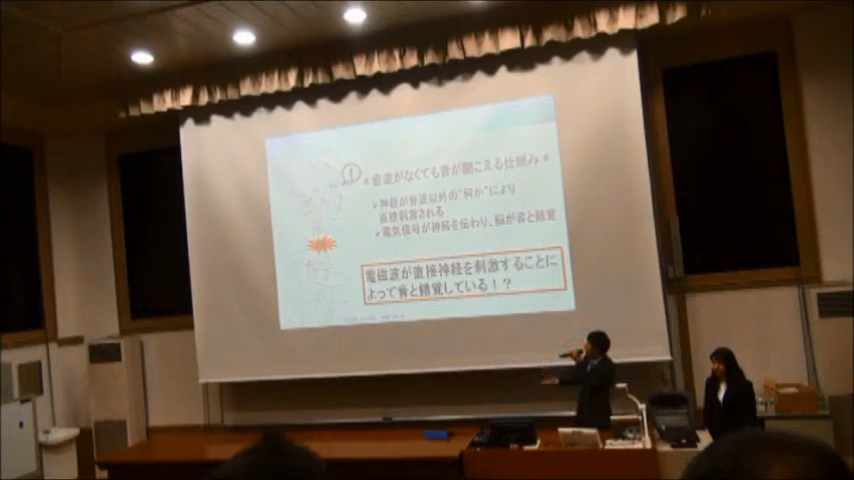 ①
*音波がなくても音が聞こえる仕組み*
✓神経が音波以外の"何か"により
直接刺激される
✓電気信号が神経を伝わり、脳が音と錯覚
電磁波が直接神経を刺激することに
よって音と錯覚している！？